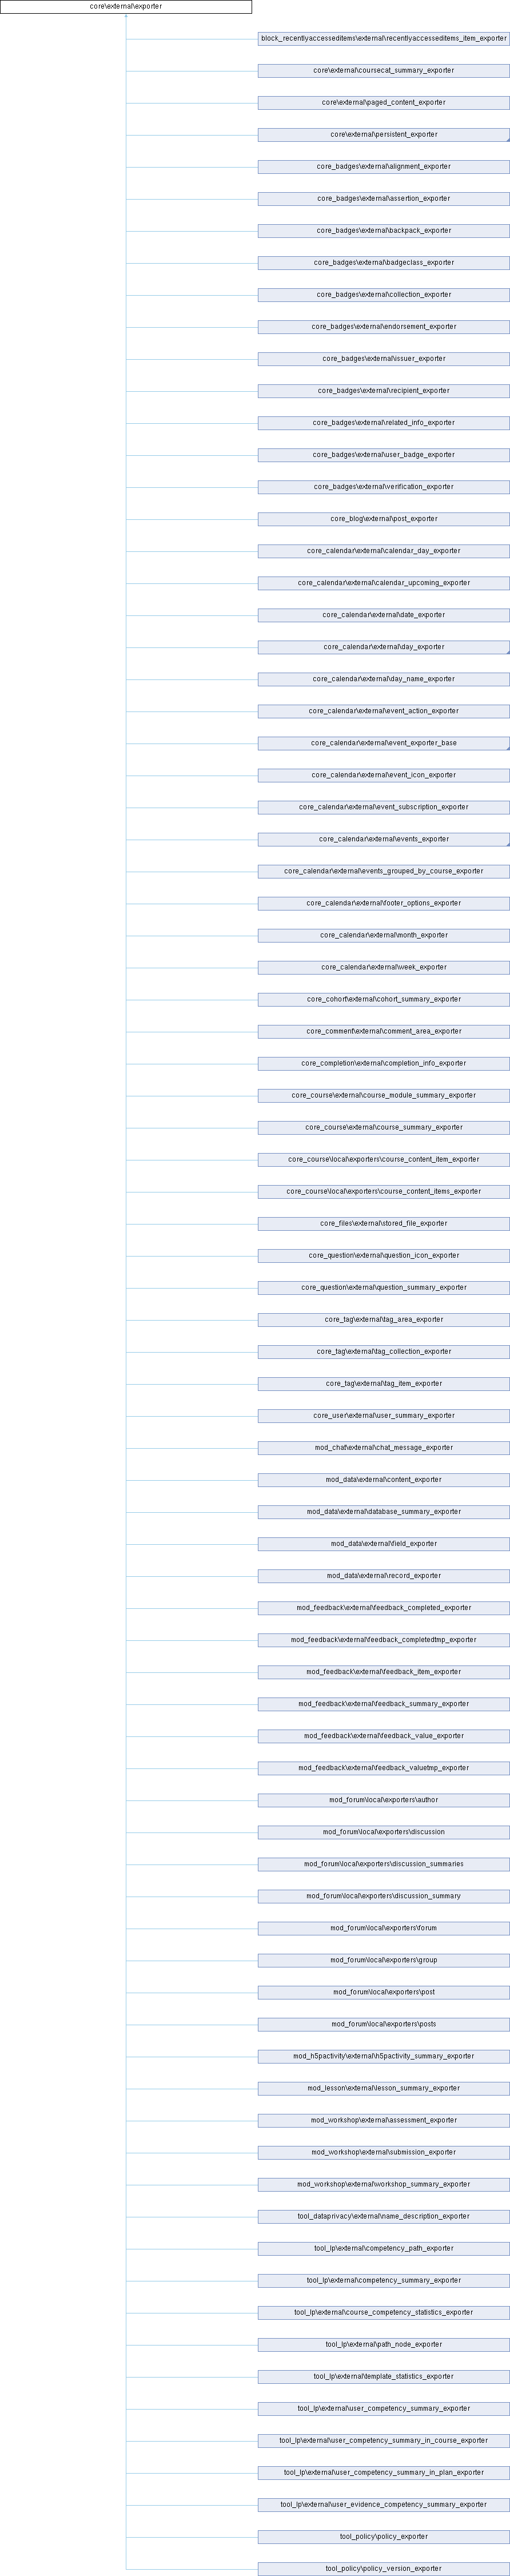 core\external\exporter
block_recentlyaccesseditems\external\recentlyaccesseditems_item_exporter
core\external\coursecat_summary_exporter
core\external\paged_content_exporter
core\external\persistent_exporter
core_badges\external\alignment_exporter
core_badges\external\assertion_exporter
core_badges\external\backpack_exporter
core_badges\external\badgeclass_exporter
core_badges\external\collection_exporter
core_badges\external\endorsement_exporter
core_badges\external\issuer_exporter
core_badges\external\recipient_exporter
core_badges\external\related_info_exporter
core_badges\external\user_badge_exporter
core_badges\external\verification_exporter
core_blog\external\post_exporter
core_calendar\external\calendar_day_exporter
core_calendar\external\calendar_upcoming_exporter
core_calendar\external\date_exporter
core_calendar\external\day_exporter
core_calendar\external\day_name_exporter
core_calendar\external\event_action_exporter
core_calendar\external\event_exporter_base
core_calendar\external\event_icon_exporter
core_calendar\external\event_subscription_exporter
core_calendar\external\events_exporter
core_calendar\external\events_grouped_by_course_exporter
core_calendar\external\footer_options_exporter
core_calendar\external\month_exporter
core_calendar\external\week_exporter
core_cohort\external\cohort_summary_exporter
core_comment\external\comment_area_exporter
core_completion\external\completion_info_exporter
core_course\external\course_module_summary_exporter
core_course\external\course_summary_exporter
core_course\local\exporters\course_content_item_exporter
core_course\local\exporters\course_content_items_exporter
core_files\external\stored_file_exporter
core_question\external\question_icon_exporter
core_question\external\question_summary_exporter
core_tag\external\tag_area_exporter
core_tag\external\tag_collection_exporter
core_tag\external\tag_item_exporter
core_user\external\user_summary_exporter
mod_chat\external\chat_message_exporter
mod_data\external\content_exporter
mod_data\external\database_summary_exporter
mod_data\external\field_exporter
mod_data\external\record_exporter
mod_feedback\external\feedback_completed_exporter
mod_feedback\external\feedback_completedtmp_exporter
mod_feedback\external\feedback_item_exporter
mod_feedback\external\feedback_summary_exporter
mod_feedback\external\feedback_value_exporter
mod_feedback\external\feedback_valuetmp_exporter
mod_forum\local\exporters\author
mod_forum\local\exporters\discussion
mod_forum\local\exporters\discussion_summaries
mod_forum\local\exporters\discussion_summary
mod_forum\local\exporters\forum
mod_forum\local\exporters\group
mod_forum\local\exporters\post
mod_forum\local\exporters\posts
mod_h5pactivity\external\h5pactivity_summary_exporter
mod_lesson\external\lesson_summary_exporter
mod_workshop\external\assessment_exporter
mod_workshop\external\submission_exporter
mod_workshop\external\workshop_summary_exporter
tool_dataprivacy\external\name_description_exporter
tool_lp\external\competency_path_exporter
tool_lp\external\competency_summary_exporter
tool_lp\external\course_competency_statistics_exporter
tool_lp\external\path_node_exporter
tool_lp\external\template_statistics_exporter
tool_lp\external\user_competency_summary_exporter
tool_lp\external\user_competency_summary_in_course_exporter
tool_lp\external\user_competency_summary_in_plan_exporter
tool_lp\external\user_evidence_competency_summary_exporter
tool_policy\policy_exporter
tool_policy\policy_version_exporter